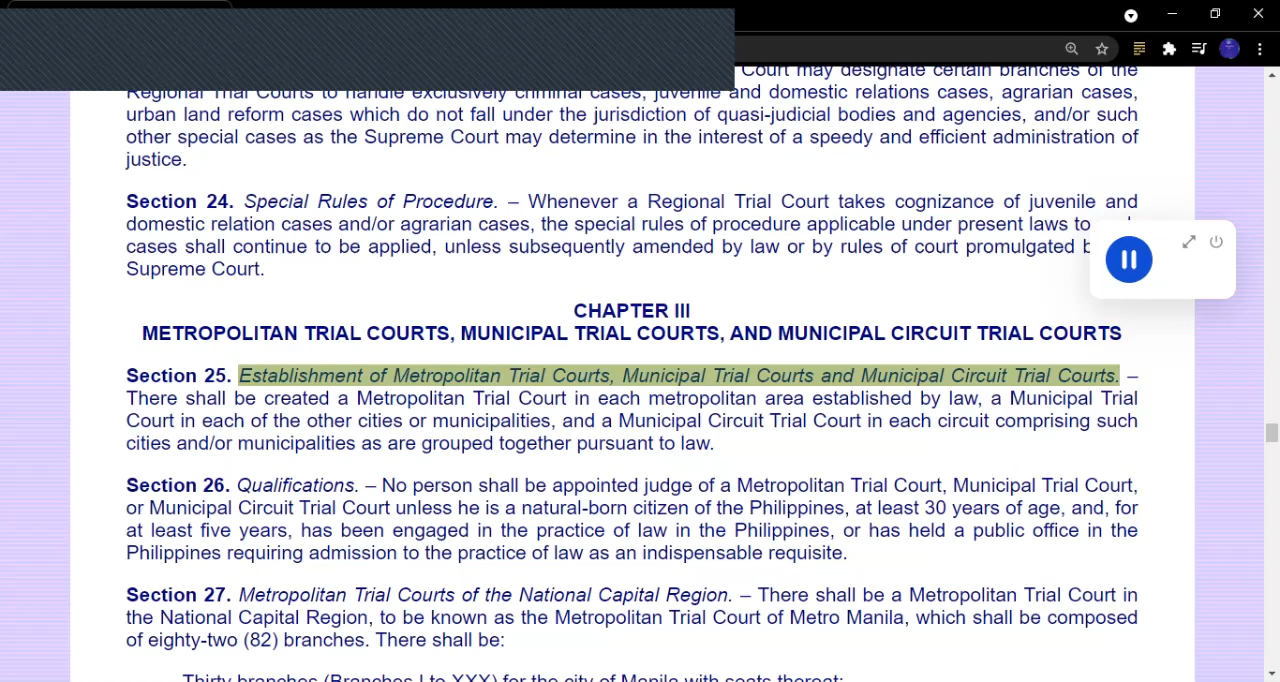 Court may designate certain branches of the
Regional Trial Courts to handle exclusively criminal cases, juvenile and domestic relations cases, agrarian cases,
urban land reform cases which do not fall under the jurisdiction of quasi-judicial bodies and agencies, and/or such
other special cases as the Supreme Court may determine in the interest of a speedy and efficient administration of
justice.
Section 24. Special Rules of Procedure. – Whenever a Regional Trial Court takes cognizance of juvenile and
domestic relation cases and/or agrarian cases, the special rules of procedure applicable under present laws to
cases shall continue to be applied, unless subsequently amended by law or by rules of court promulgated
Supreme Court.
CHAPTER III
METROPOLITAN TRIAL COURTS, MUNICIPAL TRIAL COURTS, AND MUNICIPAL CIRCUIT TRIAL COURTS
Section 25. Establishment of Metropolitan Trial Courts, Municipal Trial Courts and Municipal Circuit Trial Courts. –
There shall be created a Metropolitan Trial Court in each metropolitan area established by law, a Municipal Trial
Court in each of the other cities or municipalities, and a Municipal Circuit Trial Court in each circuit comprising such
cities and/or municipalities as are grouped together pursuant to law.
Section 26. Qualifications. – No person shall be appointed judge of a Metropolitan Trial Court, Municipal Trial Court,
or Municipal Circuit Trial Court unless he is a natural-born citizen of the Philippines, at least 30 years of age, and, for
at least five years, has been engaged in the practice of law in the Philippines, or has held a public office in the
Philippines requiring admission to the practice of law as an indispensable requisite.
Section 27. Metropolitan Trial Courts of the National Capital Region. – There shall be a Metropolitan Trial Court in
the National Capital Region, to be known as the Metropolitan Trial Court of Metro Manila, which shall be composed
of eighty-two (82) branches. There shall be:
Thirty branches (Branches I to XXX) for the city of Manila with seats thereat;